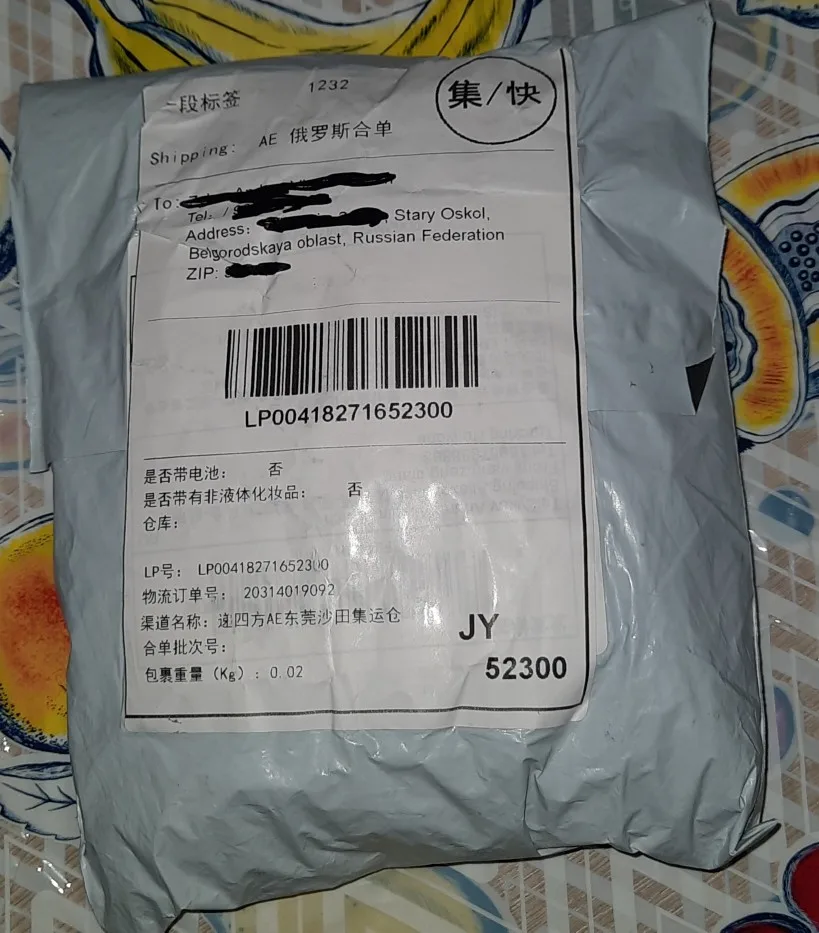 一段标签
1232
集/快
Shipping: AE 俄罗斯合单
To:
Tel:
Address: , Stary Oskol,
Belgorodskaya oblast, Russian Federation
ZIP:
LP00418271652300
是否带电池: 否
是否带有非液体化妆品: 否
仓库:
LP号: LP00418271652300
物流订单号: 20314019092
渠道名称: 递四方AE东莞沙田集运仓
合单批次号:
JY
包裹重量 (Kg) : 0.02
52300